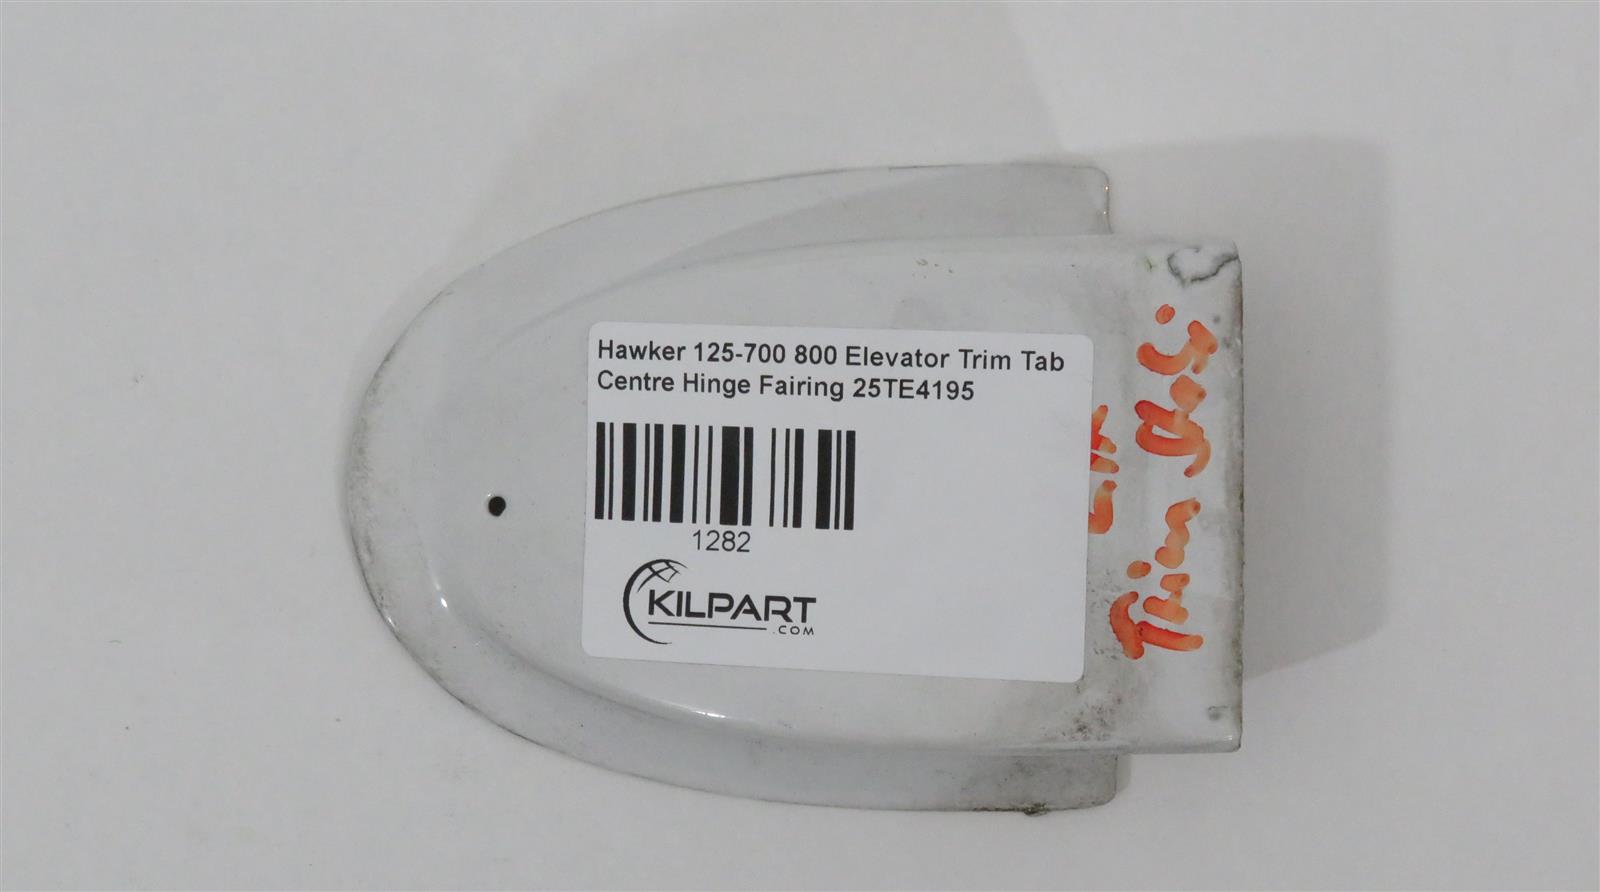 Hawker 125-700 800 Elevator Trim Tab
Centre Hinge Fairing 25TE4195
1282
KILPART
.COM
Trim